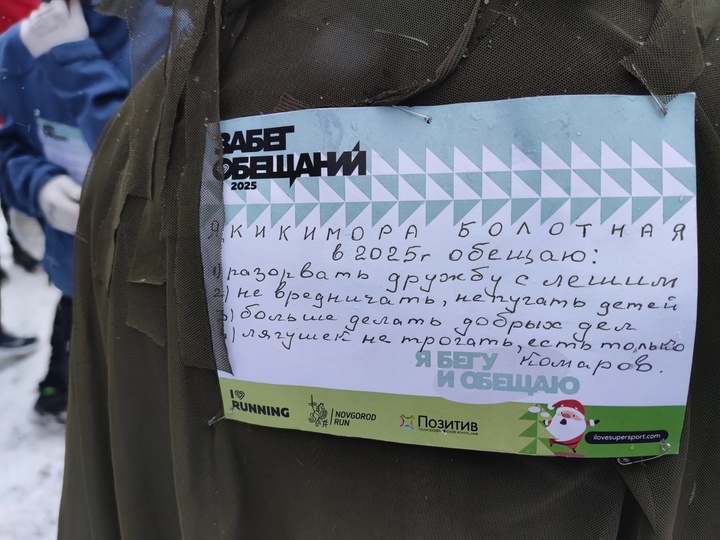 ЗАБЕГ
ОБЕЩАНИЙ
2025
Я, КИКИМОРА БОЛОТНАЯ
в 2025г обещаю:
1) разорвать дружбу с лешим
2) не вредничать, не пугать детей
3) больше делать добрых дел
4) лягушек не трогать, есть только
комаров.
Я БЕГУ
И ОБЕЩАЮ
I
RUNNING
NOVGOROD
RUN
Позитив
ilovesupersport.com